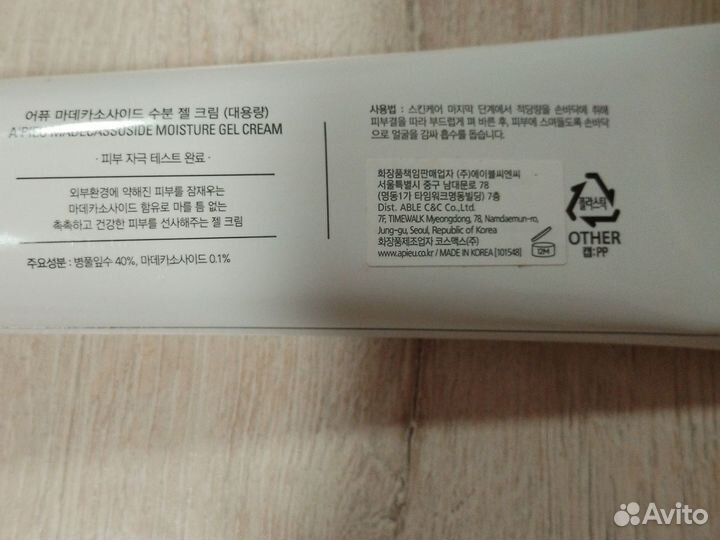 어퓨 마데카소사이드 수분 젤 크림 (대용량)
A'PIEU MADECASSOSIDE MOISTURE GEL CREAM
· 피부 자극 테스트 완료 ·
외부환경에 약해진 피부를 잠재우는
마데카소사이드 함유로 마를 틈 없는
촉촉하고 건강한 피부를 선사해주는 젤 크림
주요성분 : 병풀잎수 40%, 마데카소사이드 0.1%
사용법 : 스킨케어 마지막 단계에서 적당량을 손바닥에 취해
피부결을 따라 부드럽게 펴 바른 후, 피부에 스며들도록 손바닥
으로 얼굴을 감싸 흡수를 돕습니다.
화장품책임판매업자 (주)에이블씨엔씨
서울특별시 중구 남대문로 78
(명동1가 타임워크명동빌딩) 7층
Dist. ABLE C&C Co.,Ltd.
7F, TIMEWALK Myeongdong, 78, Namdaemun-ro,
Jung-gu, Seoul, Republic of Korea
화장품제조업자 코스맥스(주)
www.apieu.co.kr / MADE IN KOREA [101548]
12M
플라스틱
OTHER
캡:PP
Avito